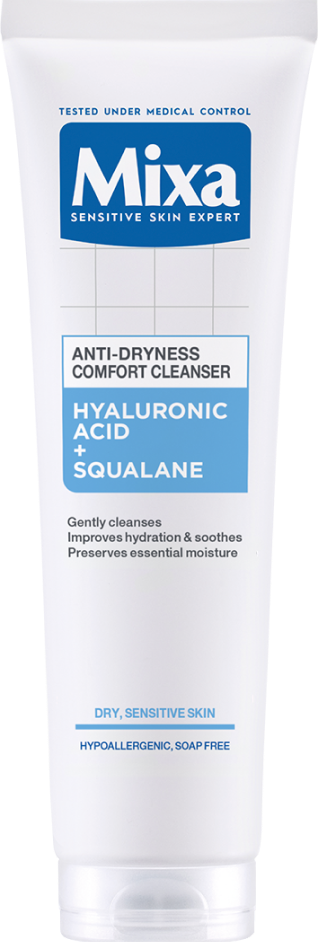 TESTED UNDER MEDICAL CONTROL
Mixa
SENSITIVE SKIN EXPERT
ANTI-DRYNESS
COMFORT CLEANSER
HYALURONIC
ACID
+
SQUALANE
Gently cleanses
Improves hydration & soothes
Preserves essential moisture
DRY, SENSITIVE SKIN
HYPOALLERGENIC, SOAP FREE